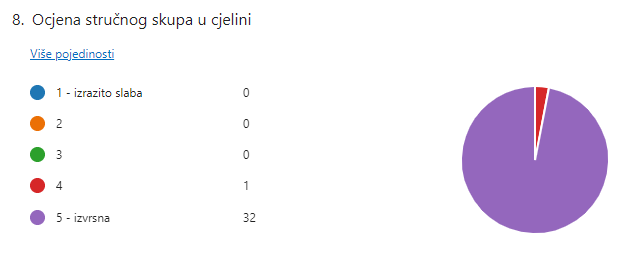 8. Ocjena stručnog skupa u cjelini
Više pojedinosti
1 - izrazito slaba 0
2 0
3 0
4 1
5 - izvrsna 32